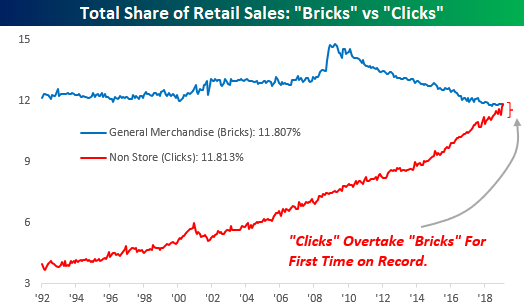 Total Share of Retail Sales: "Bricks" vs "Clicks"
15
12
9
6
3
General Merchandise (Bricks): 11.807%
Non Store (Clicks): 11.813%
"Clicks" Overtake "Bricks" For
First Time on Record.
'92 '94 '96 '98 '00 '02 '04 '06 '08 '10 '12 '14 '16 '18